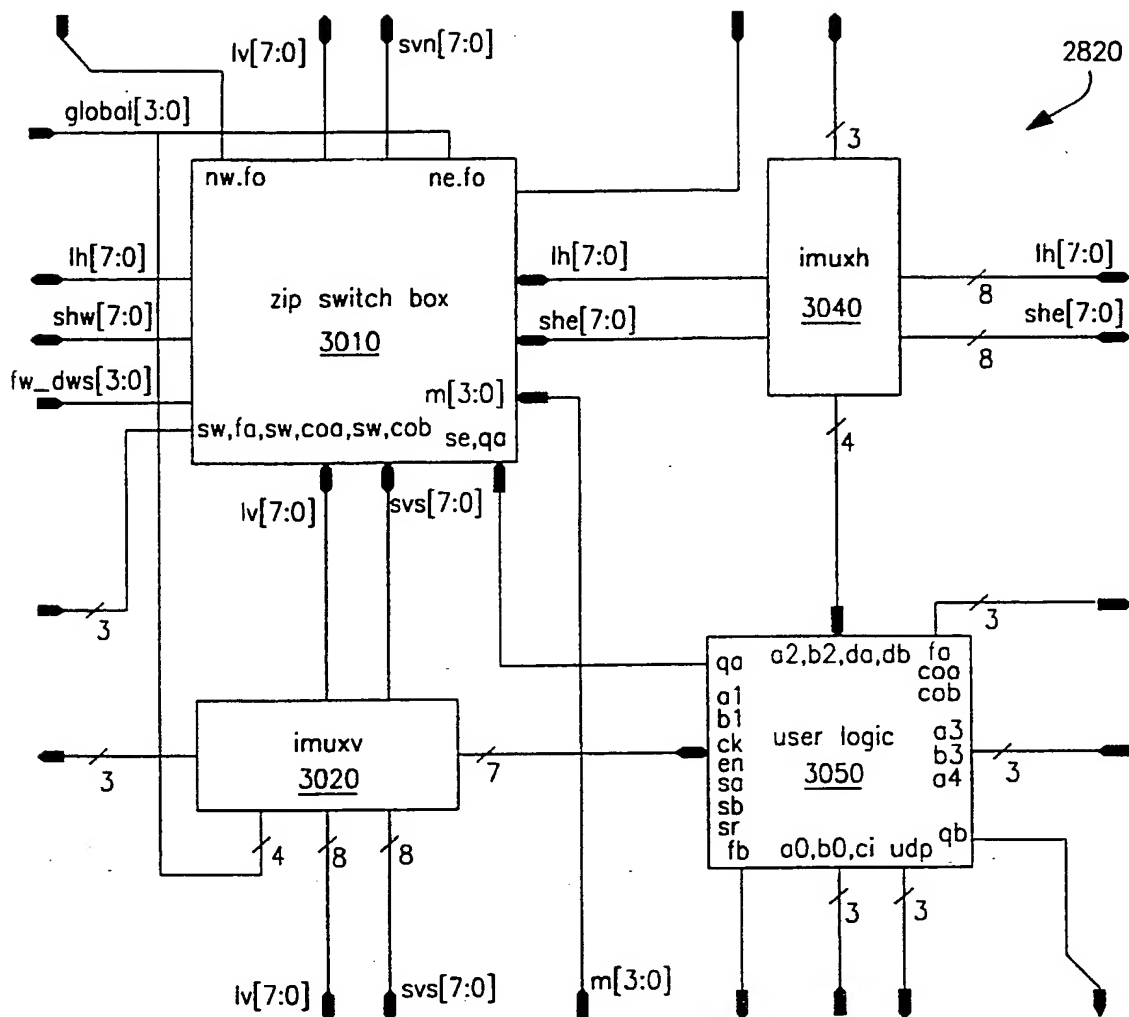 lv[7:0]
svn[7:0]
2820
global[3:0]
3
nw.fo
ne.fo
lh[7:0]
lh[7:0]
imuxh
lh[7:0]
8
zip switch box
shw[7:0]
3010
she[7:0]
3040
she[7:0]
8
fw_dws[3:0]
m[3:0]
sw,fa,sw,coa,sw,cob
se,qa
4
lv[7:0]
svs[7:0]
3
3
qa
a2,b2,da,db
fa
coa
cob
a1
b1
ck
en
sa
sb
sr
user logic
3050
a3
b3
a4
3
imuxv
3020
3
7
qb
fb
a0,b0,ci
udp
4
8
8
3
3
lv[7:0]
svs[7:0]
m[3:0]